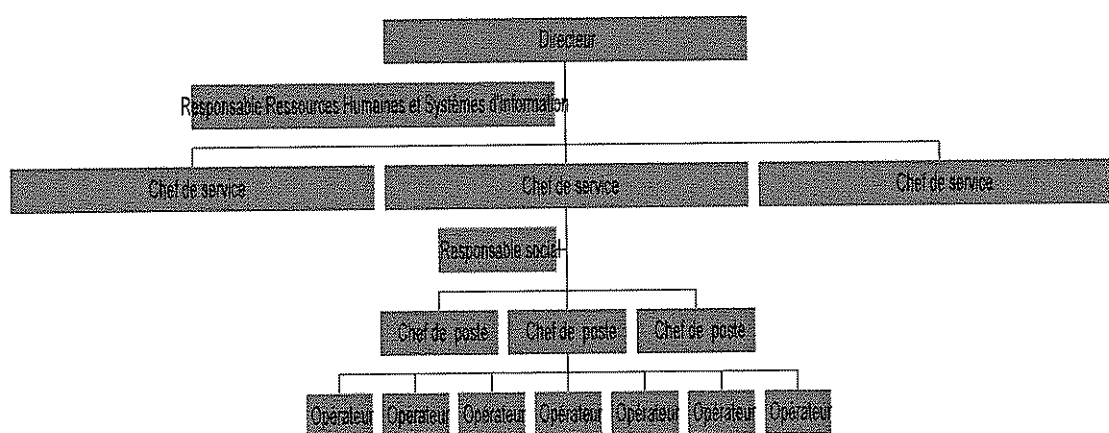 Directeur
Responsable Ressources Humaines et Systèmes d'information
Chef de service
Chef de service
Chef de service
Responsable social
Chef de poste
Chef de poste
Chef de poste
Opérateur
Opérateur
Opérateur
Opérateur
Opérateur
Opérateur
Opérateur